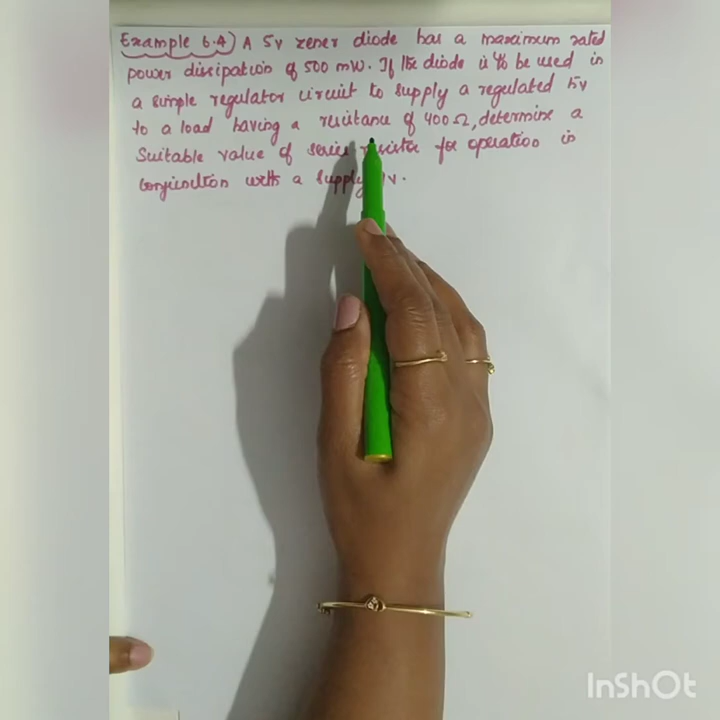 Example 6.4) A 5v zener diode has a maximum rated
power dissipation of 500 mW. If the diode is to be used in
a simple regulator circuit to supply a regulated 5v
to a load having a resistance of 400Ω, determine a
Suitable value of series resistor for operation in
conjunction with a supply v.
InShOt